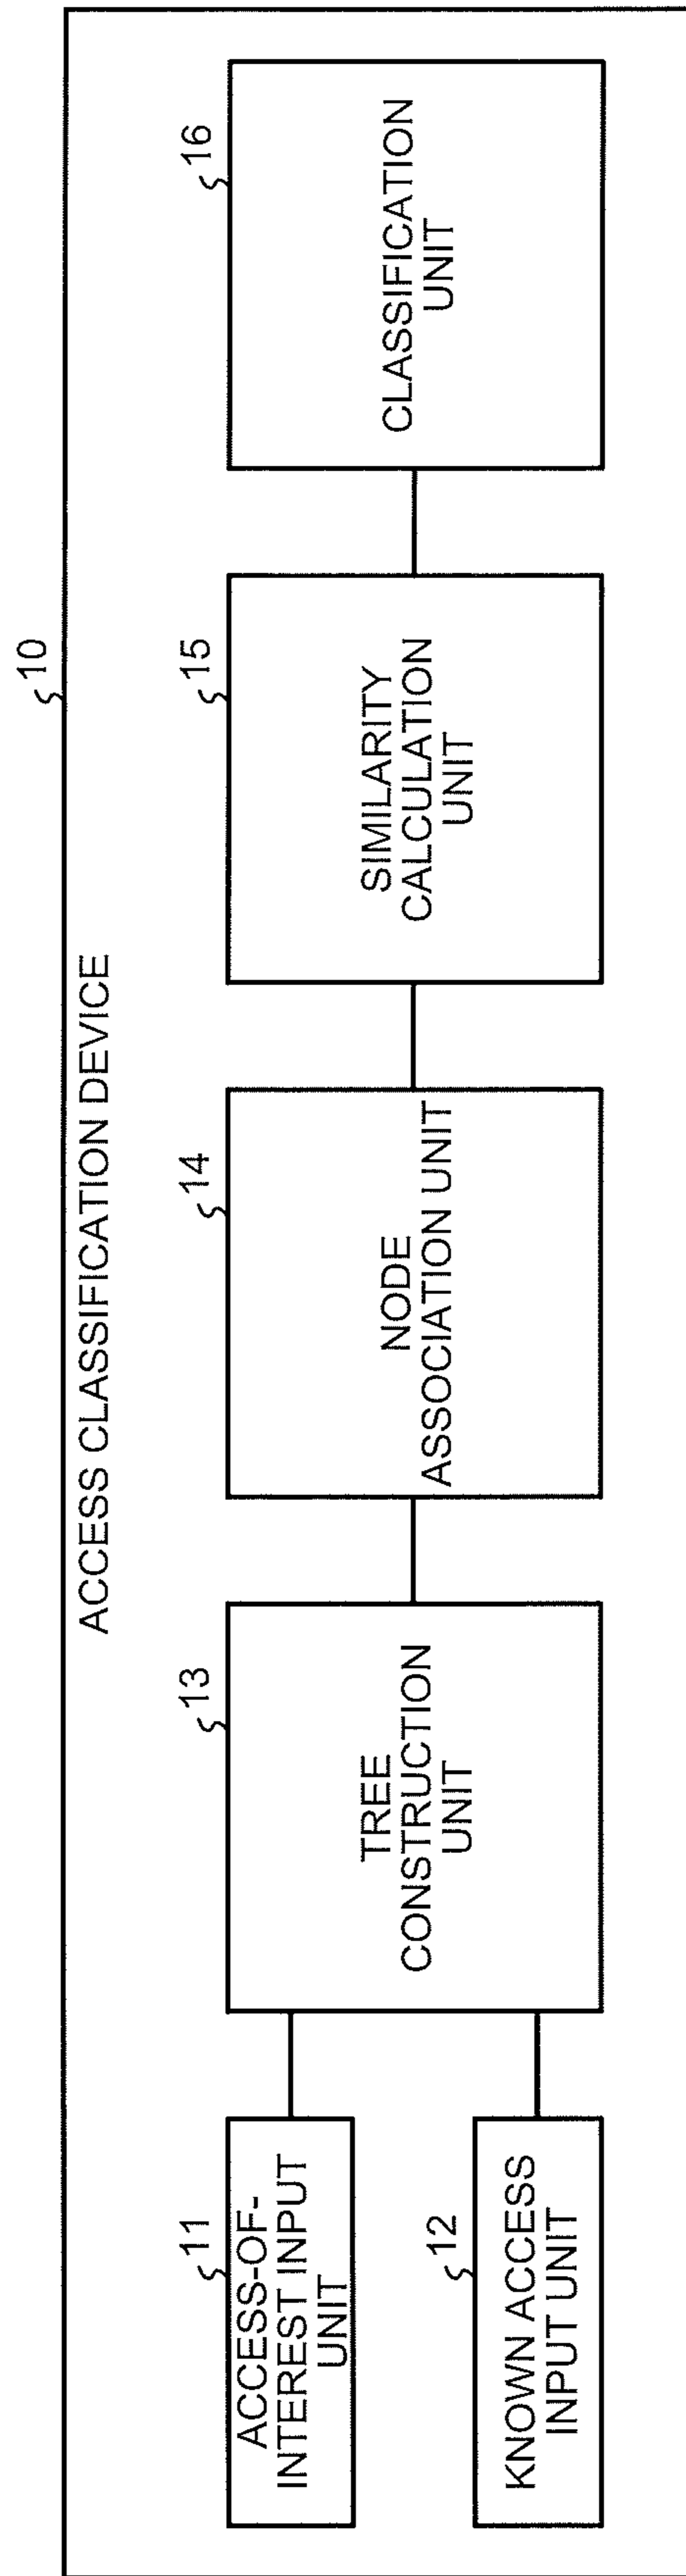 10
ACCESS CLASSIFICATION DEVICE
11
ACCESS-OF-
INTEREST INPUT
UNIT
12
KNOWN ACCESS
INPUT UNIT
13
TREE
CONSTRUCTION
UNIT
14
NODE
ASSOCIATION UNIT
15
SIMILARITY
CALCULATION
UNIT
16
CLASSIFICATION
UNIT